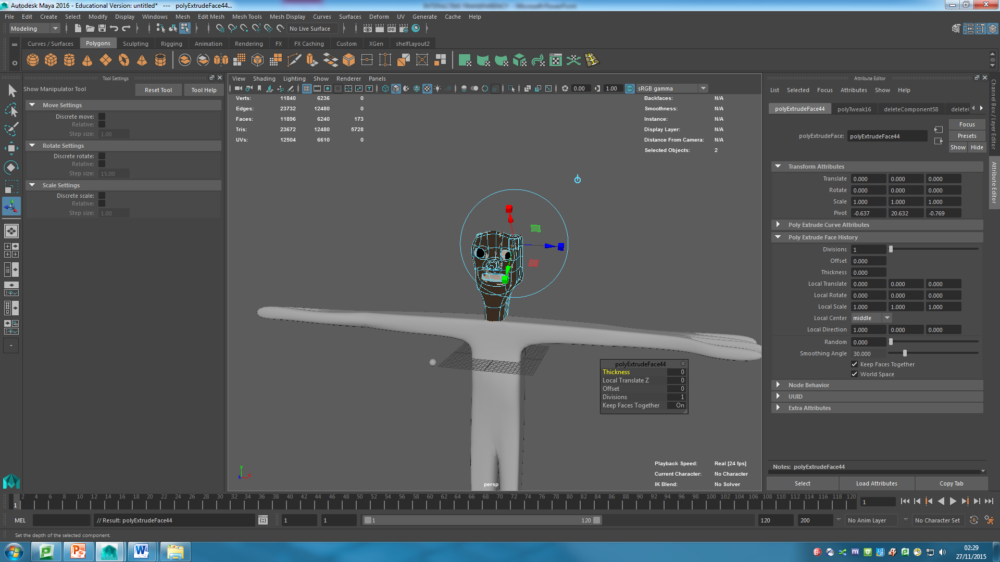 Autodesk Maya 2016 - Educational Version: untitled*   ---   polyExtrudeFace44...
File Edit Create Select Modify Display Windows Mesh Edit Mesh Mesh Tools Mesh Display Curves Surfaces Deform UV Generate Cache Help
Modeling No Live Surface
Curves / Surfaces Polygons Sculpting Rigging Animation Rendering FX FX Caching Custom XGen shelfLayout2
Tool Settings
Show Manipulator Tool Reset Tool Tool Help
Move Settings
Discrete move:
Relative:
Step size: 1.00
Rotate Settings
Discrete rotate:
Relative:
Step size: 15.00
Scale Settings
Discrete scale:
Relative:
Step size: 1.00
View Shading Lighting Show Renderer Panels
0.00 1.00 sRGB gamma
Verts: 11840 6236 0
Edges: 23732 12480 0
Faces: 11896 6240 173
Tris: 23672 12480 5728
UVs: 12504 6610 0
Backfaces: N/A
Smoothness: N/A
Instance: N/A
Display Layer: N/A
Distance From Camera: N/A
Selected Objects: 2
polyExtrudeFace44
Thickness 0
Local Translate Z 0
Offset 0
Divisions 1
Keep Faces Together On
Playback Speed: Real [24 fps]
Current Character: No Character
IK Blend: No Solver
persp
y
z x
Attribute Editor
List Selected Focus Attributes Show Help
polyExtrudeFace44 polyTweak16 deleteComponent58
polyExtrudeFace: polyExtrudeFace44
Focus
Presets
Show Hide
Transform Attributes
Translate 0.000 0.000 0.000
Rotate 0.000 0.000 0.000
Scale 1.000 1.000 1.000
Pivot -0.637 20.632 -0.769
Poly Extrude Curve Attributes
Poly Extrude Face History
Divisions 1
Offset 0.000
Thickness 0.000
Local Translate 0.000 0.000 0.000
Local Rotate 0.000 0.000 0.000
Local Scale 1.000 1.000 1.000
Local Center middle
Local Direction 1.000 0.000 0.000
Random 0.000
Smoothing Angle 30.000
Keep Faces Together
World Space
Node Behavior
UUID
Extra Attributes
Notes: polyExtrudeFace44
Select Load Attributes Copy Tab
Channel Box / Layer Editor
Attribute Editor
2 4 6 8 10 12 14 16 18 20 22 24 26 28 30 32 34 36 38 40 42 44 46 48 50 52 54 56 58 60 62 64 66 68 70 72 74 76 78 80 82 84 86 88 90 92 94 96 98 100 102 104 106 108 110 112 114 116 118 120
1 1
MEL // Result: polyExtrudeFace44 1 1 1 120 120 200 No Anim Layer No Character Set
Set the depth of the selected component.
02:29
27/11/2015